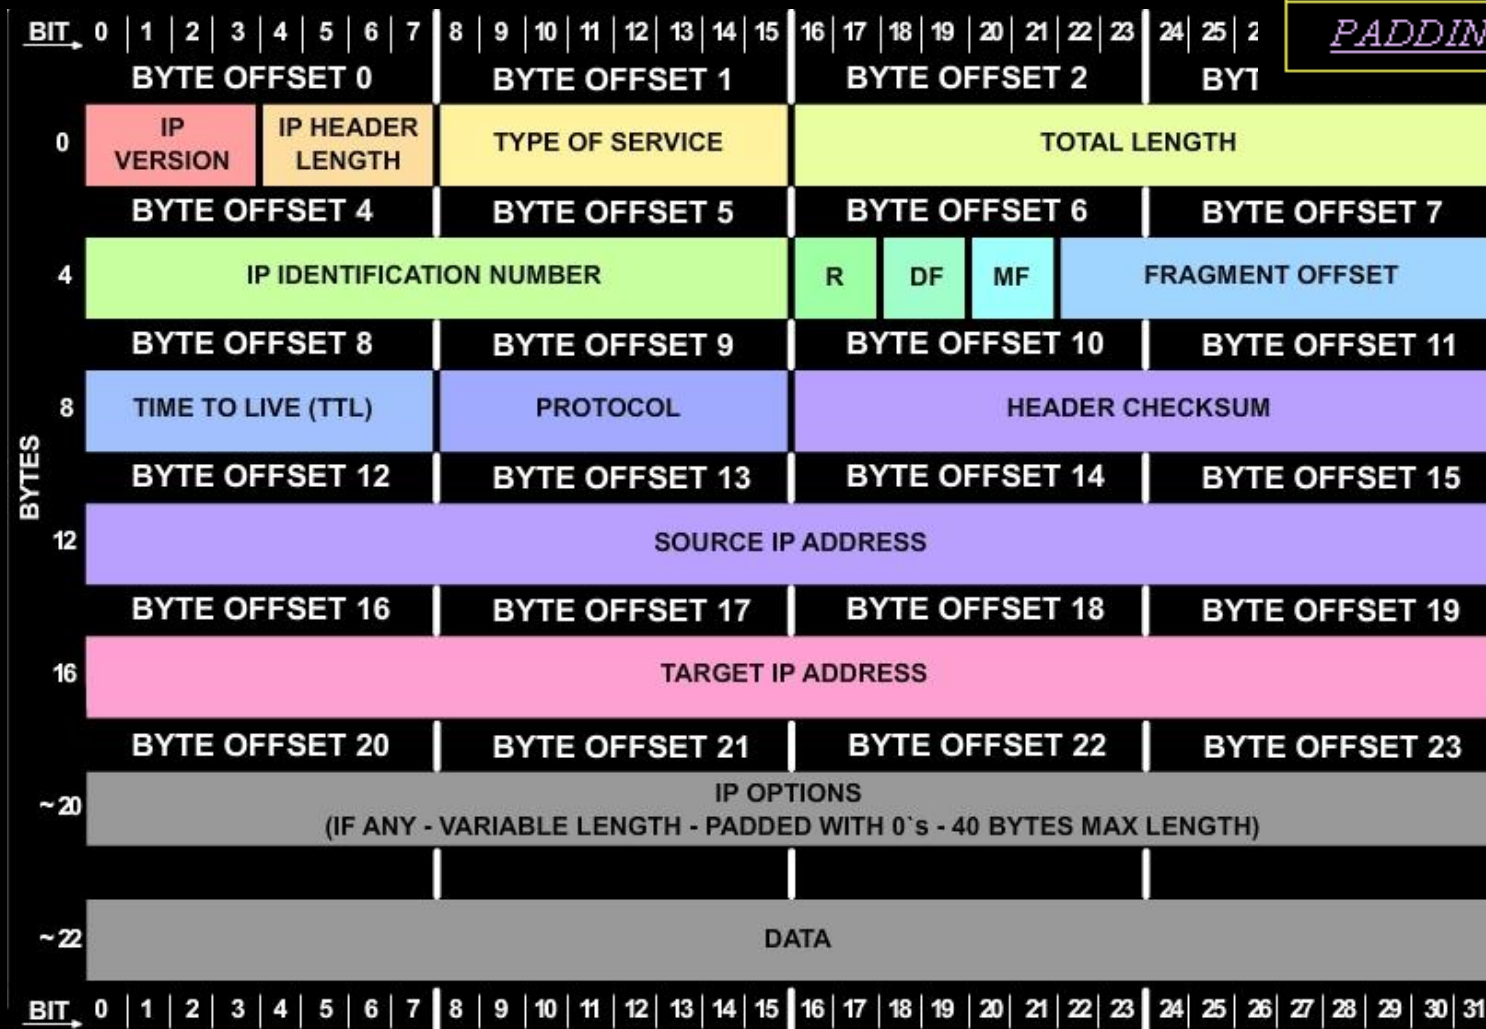 BIT 0 1 2 3 4 5 6 7 8 9 10 11 12 13 14 15 16 17 18 19 20 21 22 23 24 25
PADDIN
BYTE OFFSET 0 BYTE OFFSET 1 BYTE OFFSET 2 BYT
0
IP VERSION
IP HEADER LENGTH
TYPE OF SERVICE
TOTAL LENGTH
BYTE OFFSET 4 BYTE OFFSET 5 BYTE OFFSET 6 BYTE OFFSET 7
4 IP IDENTIFICATION NUMBER R DF MF FRAGMENT OFFSET
BYTE OFFSET 8 BYTE OFFSET 9 BYTE OFFSET 10 BYTE OFFSET 11
8 TIME TO LIVE (TTL) PROTOCOL HEADER CHECKSUM
BYTES
BYTE OFFSET 12 BYTE OFFSET 13 BYTE OFFSET 14 BYTE OFFSET 15
12 SOURCE IP ADDRESS
BYTE OFFSET 16 BYTE OFFSET 17 BYTE OFFSET 18 BYTE OFFSET 19
16 TARGET IP ADDRESS
BYTE OFFSET 20 BYTE OFFSET 21 BYTE OFFSET 22 BYTE OFFSET 23
~20 IP OPTIONS
(IF ANY - VARIABLE LENGTH - PADDED WITH 0`s - 40 BYTES MAX LENGTH)
~22 DATA
BIT 0 1 2 3 4 5 6 7 8 9 10 11 12 13 14 15 16 17 18 19 20 21 22 23 24 25 26 27 28 29 30 31